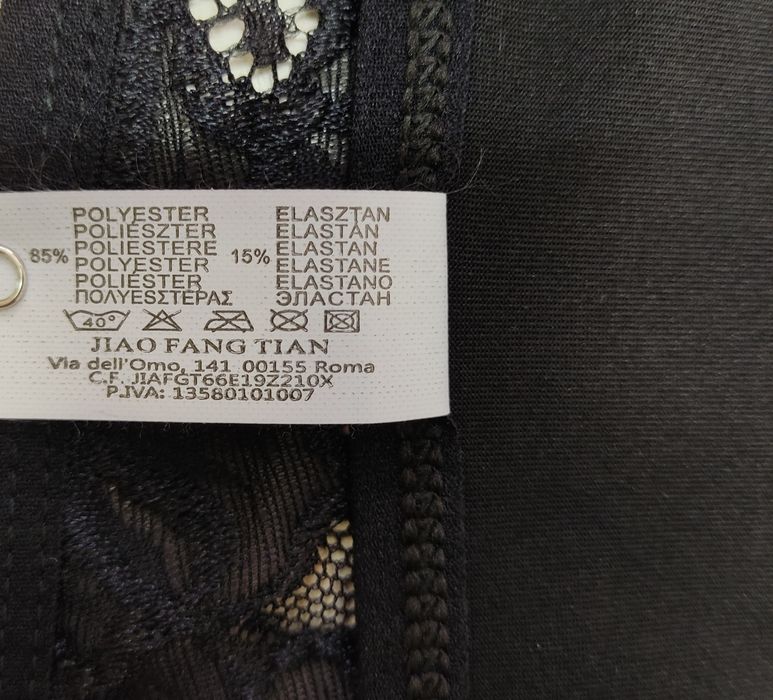 POLYESTER ELASZTAN
POLIÉSZTER ELASTÁN
85% POLIESTERE 15% ELASTAN
POLYESTER ELASTANE
POLIÉSTER ELASTANO
ΠΟΛΥΕΣΤΕΡΑΣ ЭЛАСТАН
40°
JIAO FANG TIAN
Via dell'Omo, 141 00155 Roma
C.F. JIAFGT66E19Z210X
P.IVA: 13580101007